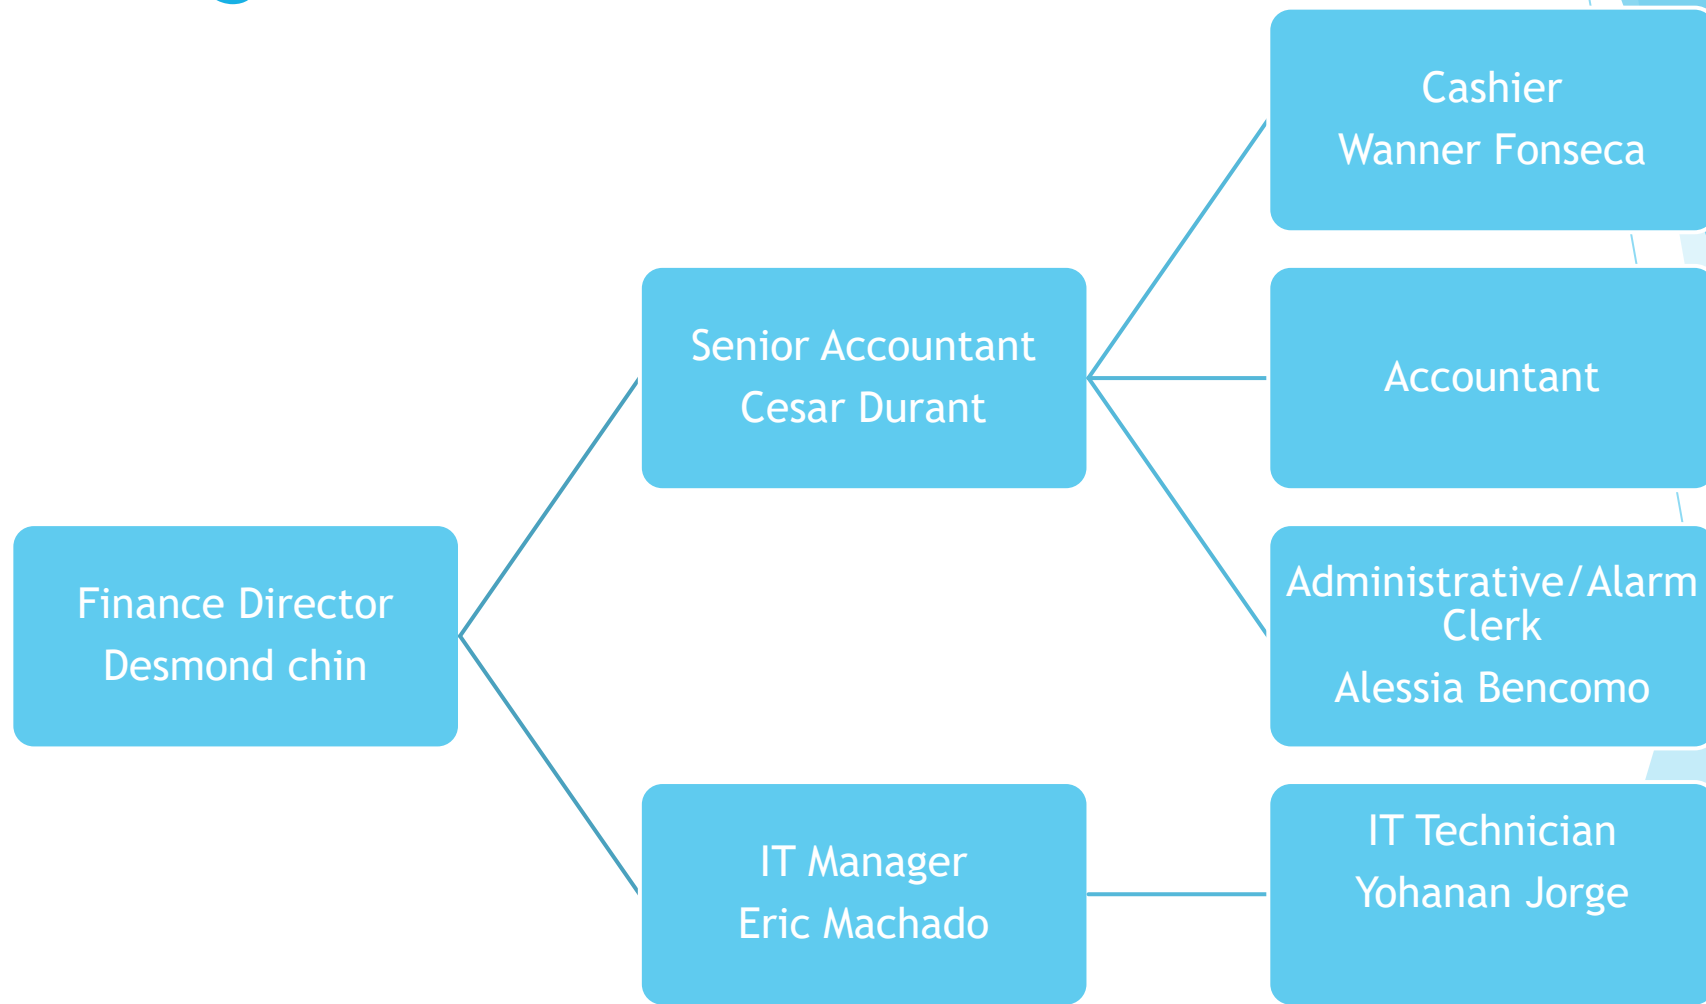 Cashier
Wanner Fonseca
Senior Accountant
Cesar Durant
Accountant
Finance Director
Desmond chin
Administrative/Alarm
Clerk
Alessia Bencomo
IT Manager
Eric Machado
IT Technician
Yohanan Jorge